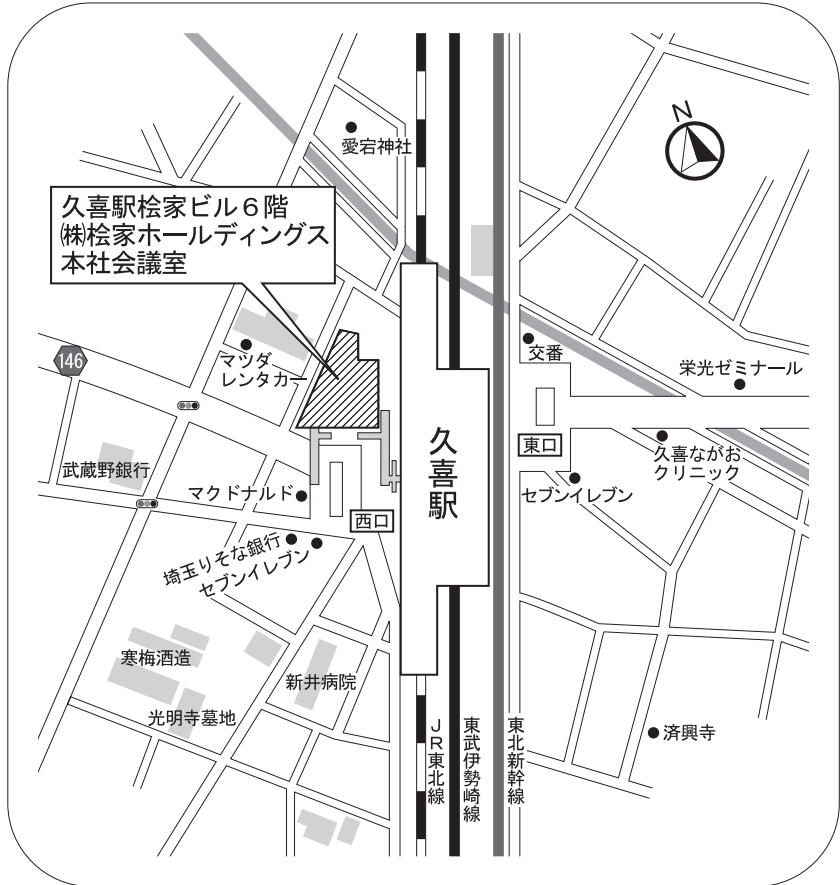 N
愛宕神社
久喜駅桧家ビル６階
㈱桧家ホールディングス
本社会議室
146
マツダ
レンタカー
交番
栄光ゼミナール
久喜駅
東口
久喜ながお
クリニック
武蔵野銀行
マクドナルド
セブンイレブン
西口
埼玉りそな銀行
セブンイレブン
寒梅酒造
新井病院
光明寺墓地
JR東北線
東武伊勢崎線
東北新幹線
済興寺